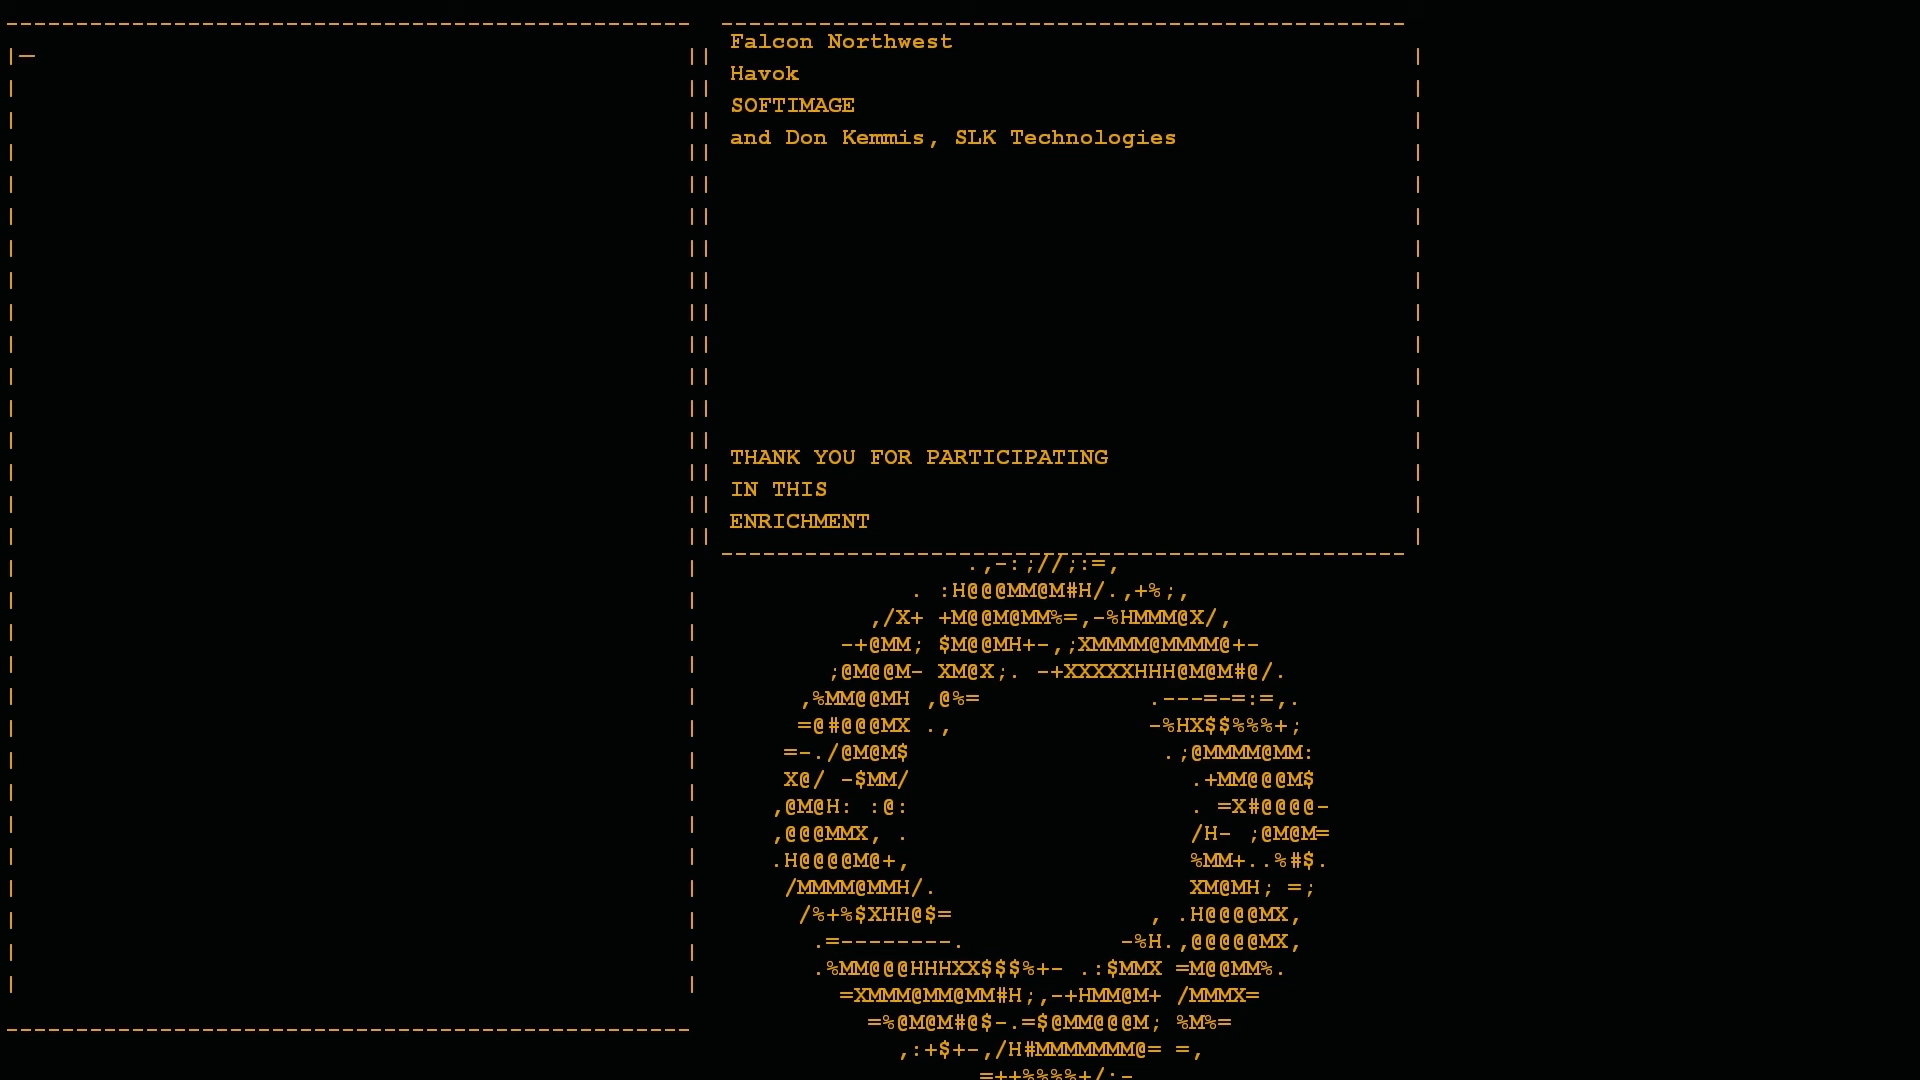 Falcon Northwest
Havok
SOFTIMAGE
and Don Kemmis, SLK Technologies
THANK YOU FOR PARTICIPATING
IN THIS
ENRICHMENT